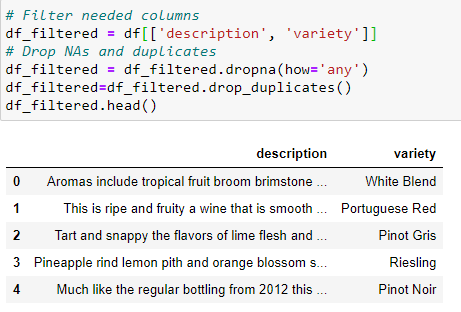 # Filter needed columns
df_filtered = df[['description', 'variety']]
# Drop NAs and duplicates
df_filtered = df_filtered.dropna(how='any')
df_filtered=df_filtered.drop_duplicates()
df_filtered.head()
description variety
0 Aromas include tropical fruit broom brimstone ... White Blend
1 This is ripe and fruity a wine that is smooth ... Portuguese Red
2 Tart and snappy the flavors of lime flesh and ... Pinot Gris
3 Pineapple rind lemon pith and orange blossom s... Riesling
4 Much like the regular bottling from 2012 this ... Pinot Noir